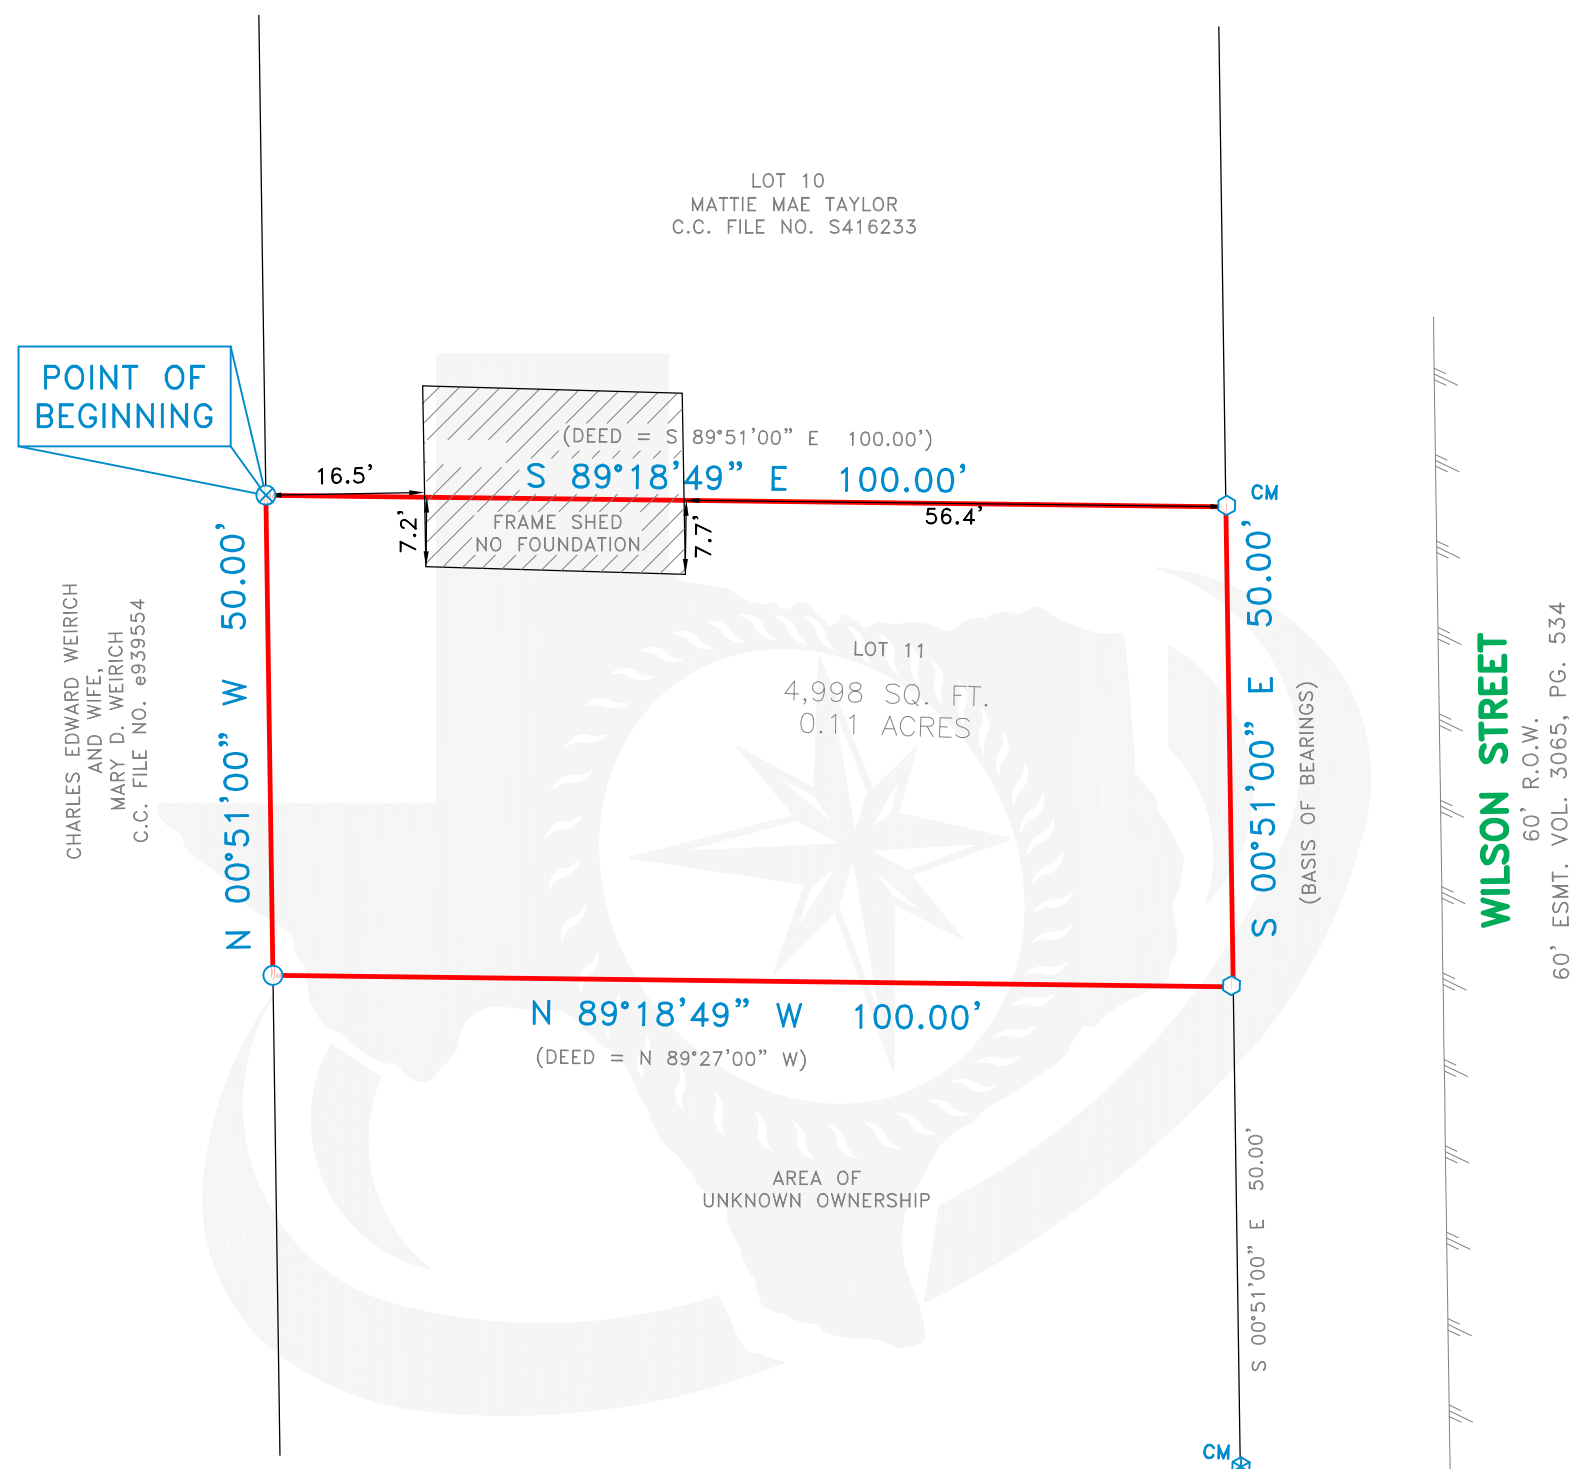 LOT 10
MATTIE MAE TAYLOR
C.C. FILE NO. S416233
POINT OF
BEGINNING
(DEED = S 89°51'00" E 100.00')
S 89°18'49" E 100.00'
16.5'
56.4'
CM
7.2'
7.7'
FRAME SHED
NO FOUNDATION
N 00°51'00" W 50.00'
CHARLES EDWARD WEIRICH
AND WIFE,
MARY D. WEIRICH
C.C. FILE NO. e939554
LOT 11
4,998 SQ. FT.
0.11 ACRES
S 00°51'00" E 50.00'
(BASIS OF BEARINGS)
WILSON STREET
60' R.O.W.
60' ESMT. VOL. 3065, PG. 534
N 89°18'49" W 100.00'
(DEED = N 89°27'00" W)
AREA OF
UNKNOWN OWNERSHIP
S 00°51'00" E 50.00'
CM